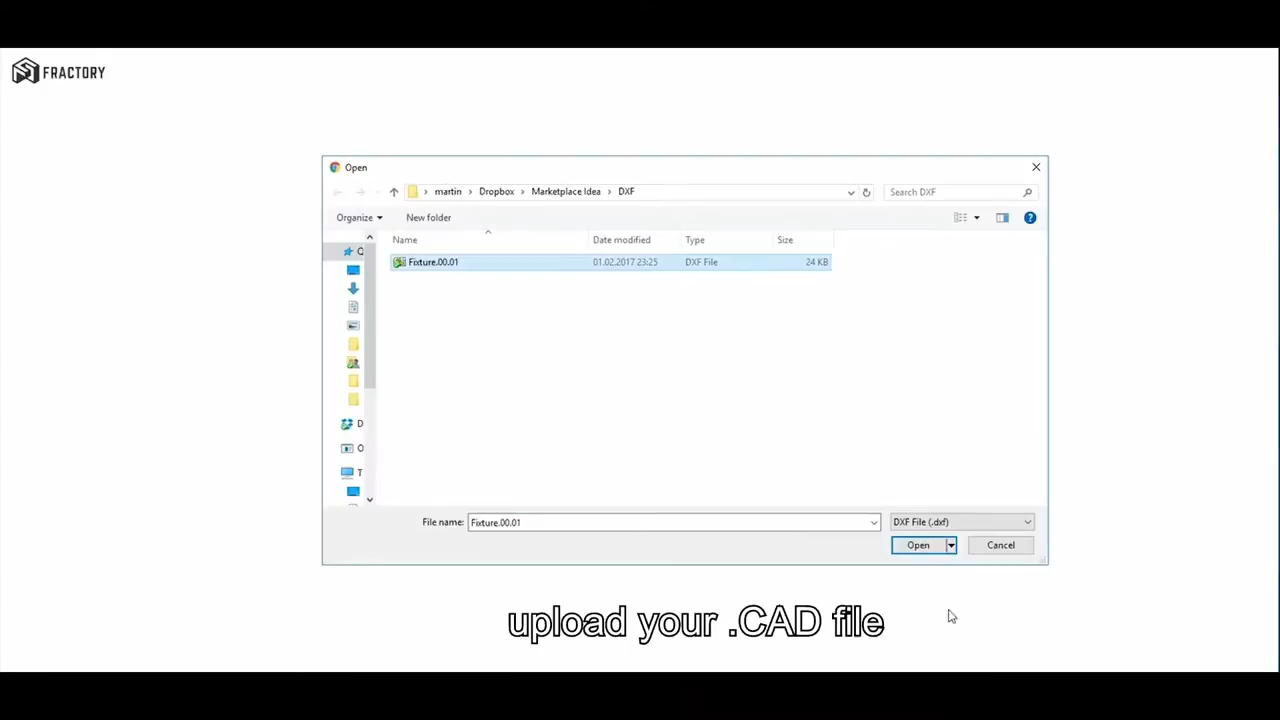 FRACTORY
Open
martin > Dropbox > Marketplace Idea > DXF
Search DXF
Organize
New folder
Name
Date modified
Type
Size
Fixture.00.01
01.02.2017 23:25
DXF File
24 KB
D
O
T
File name:
Fixture.00.01
DXF File (.dxf)
Open
Cancel
upload your .CAD file